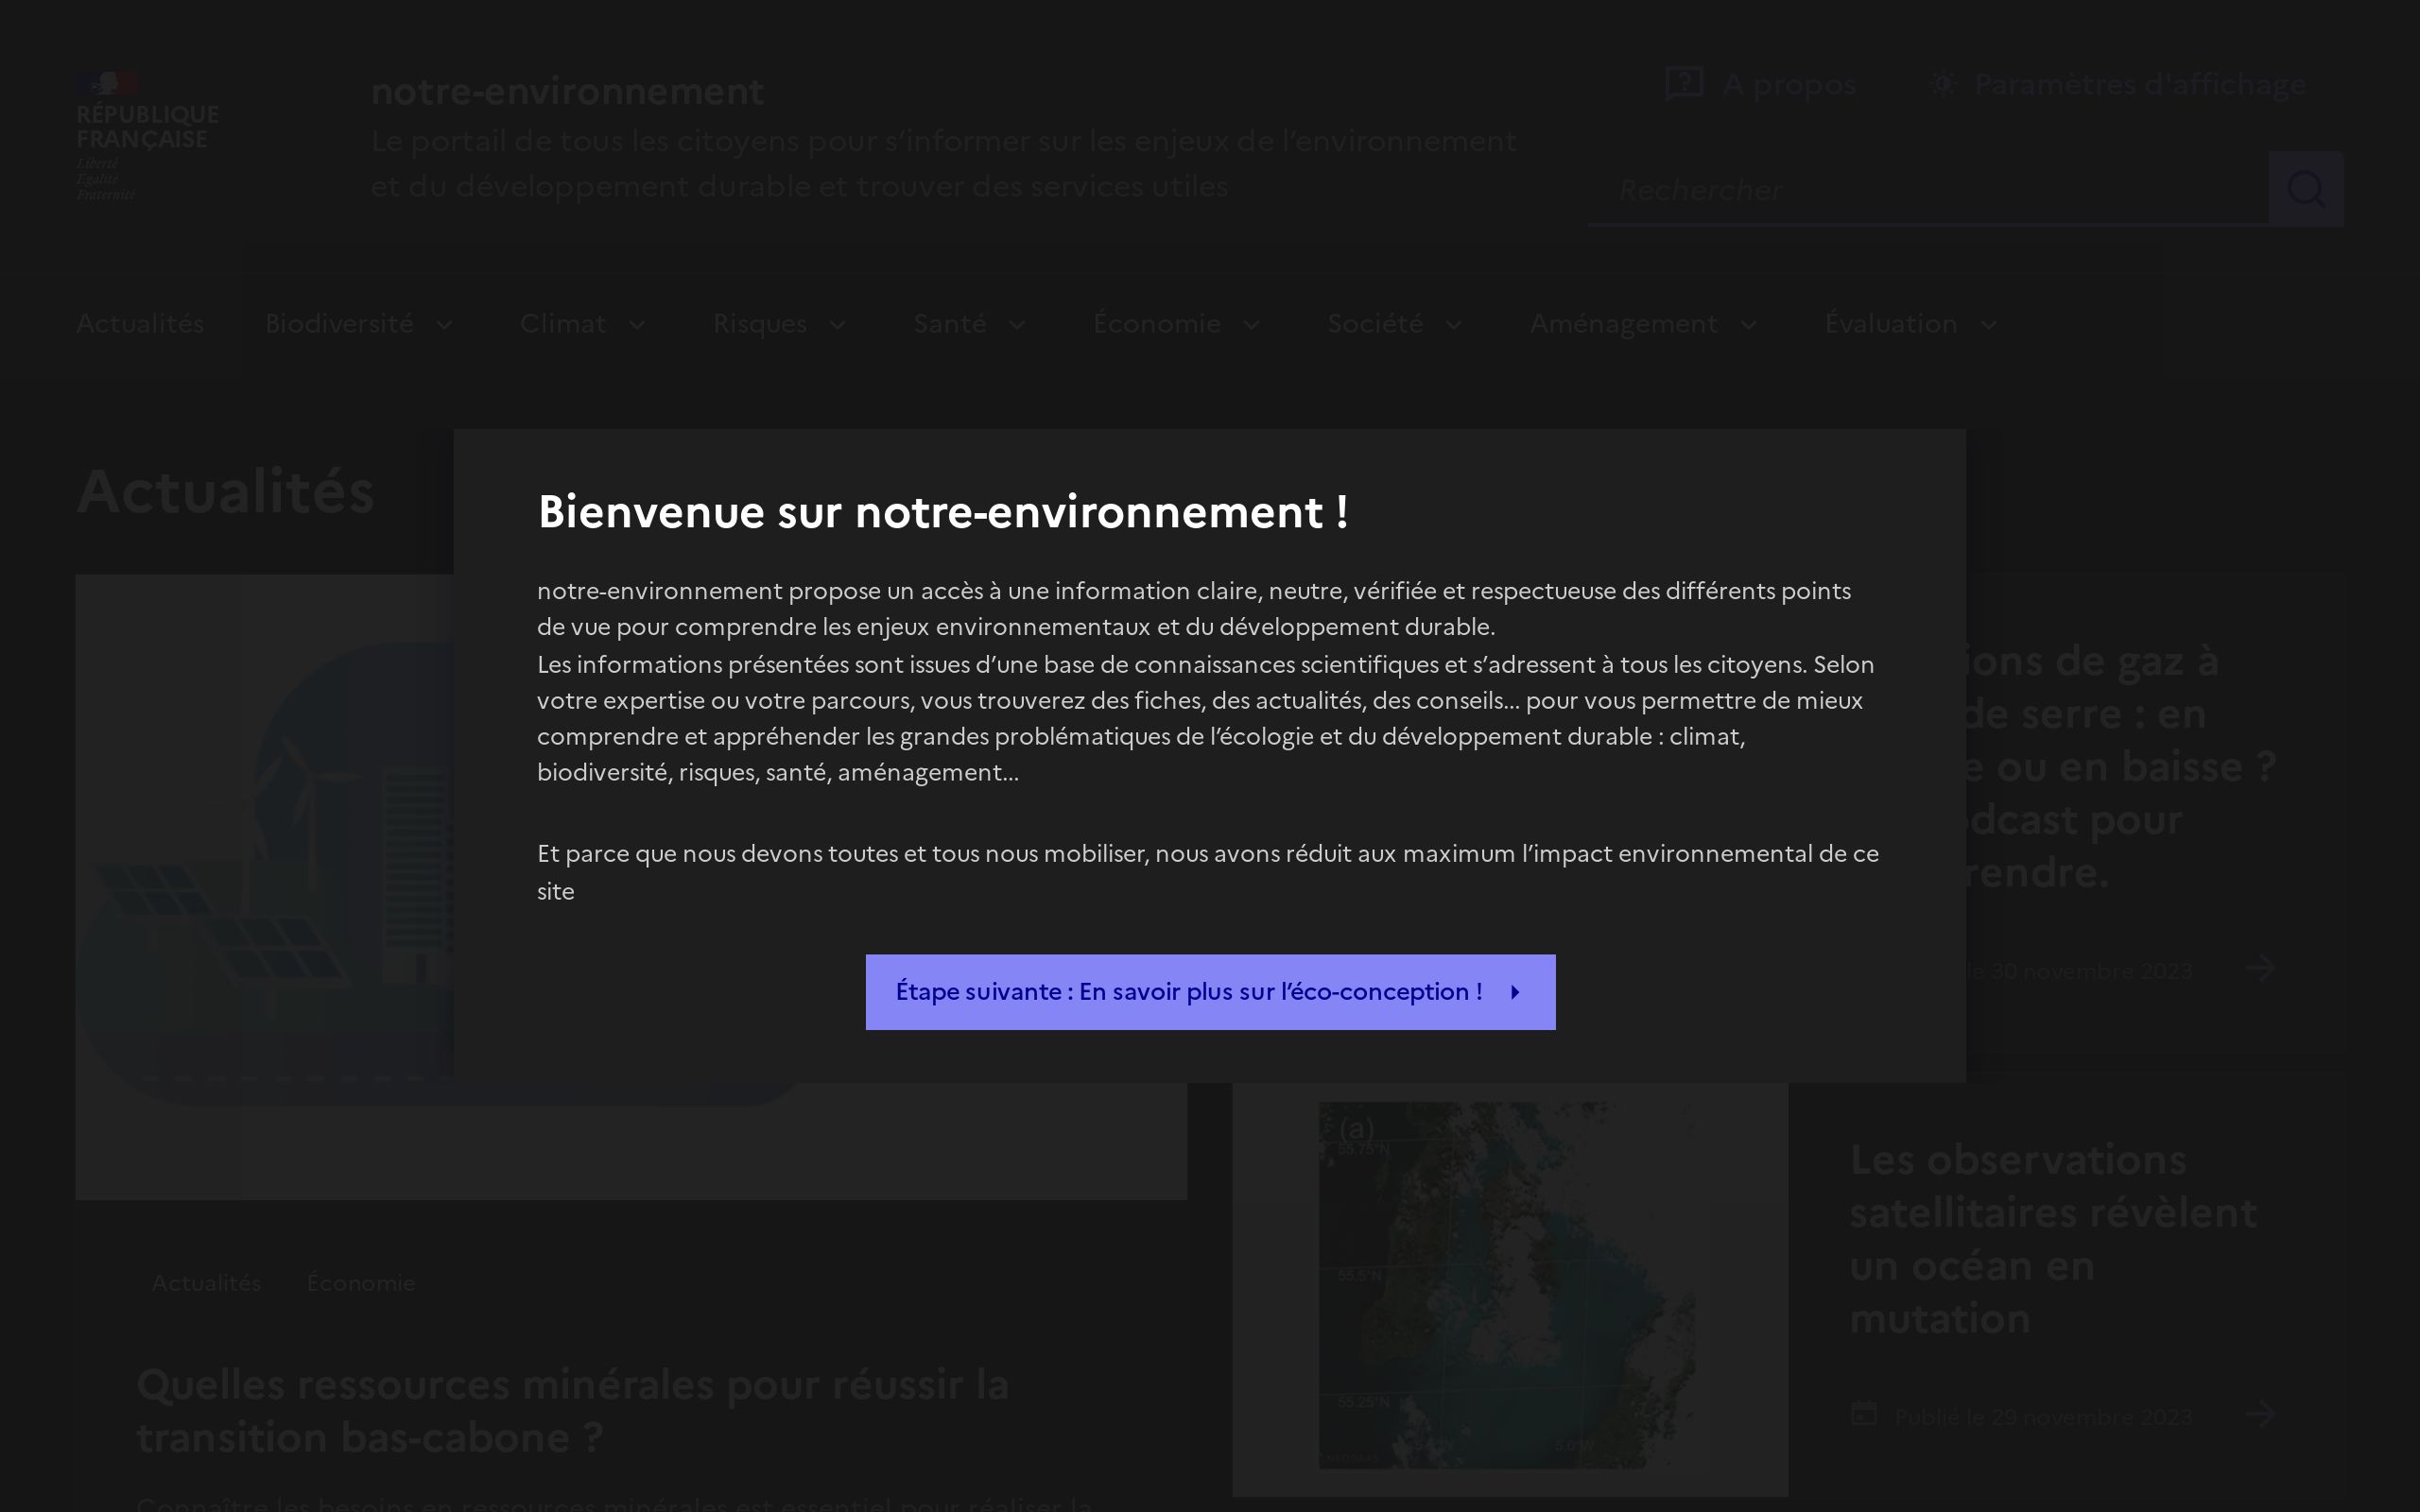 RÉPUBLIQUE
FRANÇAISE
Liberté
Égalité
Fraternité
notre-environnement
Le portail de tous les citoyens pour s’informer sur les enjeux de l’environnement
et du développement durable et trouver des services utiles
A propos
Paramètres d'affichage
Rechercher
Actualités
Biodiversité
Climat
Risques
Santé
Économie
Société
Aménagement
Évaluation
Actualités
Bienvenue sur notre-environnement !
notre-environnement propose un accès à une information claire, neutre, vérifiée et respectueuse des différents points
de vue pour comprendre les enjeux environnementaux et du développement durable.
Les informations présentées sont issues d’une base de connaissances scientifiques et s’adressent à tous les citoyens. Selon
votre expertise ou votre parcours, vous trouverez des fiches, des actualités, des conseils... pour vous permettre de mieux
comprendre et appréhender les grandes problématiques de l’écologie et du développement durable : climat,
biodiversité, risques, santé, aménagement...
Et parce que nous devons toutes et tous nous mobiliser, nous avons réduit aux maximum l’impact environnemental de ce
site
Étape suivante : En savoir plus sur l’éco-conception !
ions de gaz à
de serre : en
e ou en baisse ?
dcast pour
rendre.
le 30 novembre 2023
Actualités
Économie
Quelles ressources minérales pour réussir la
transition bas-cabone ?
Connaître les besoins en ressources minérales est essentiel pour réaliser la
(a)
55.75°N
55.5°N
55.25°N
5.0°W
Les observations
satellitaires révèlent
un océan en
mutation
Publié le 29 novembre 2023